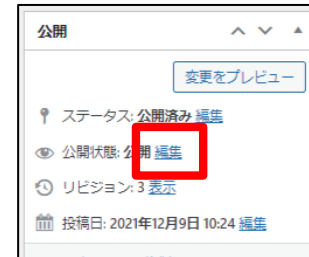 公開
変更をプレビュー
ステータス: 公開済み 編集
公開状態: 公開 編集
リビジョン: 3 表示
投稿日: 2021年12月9日 10:24 編集